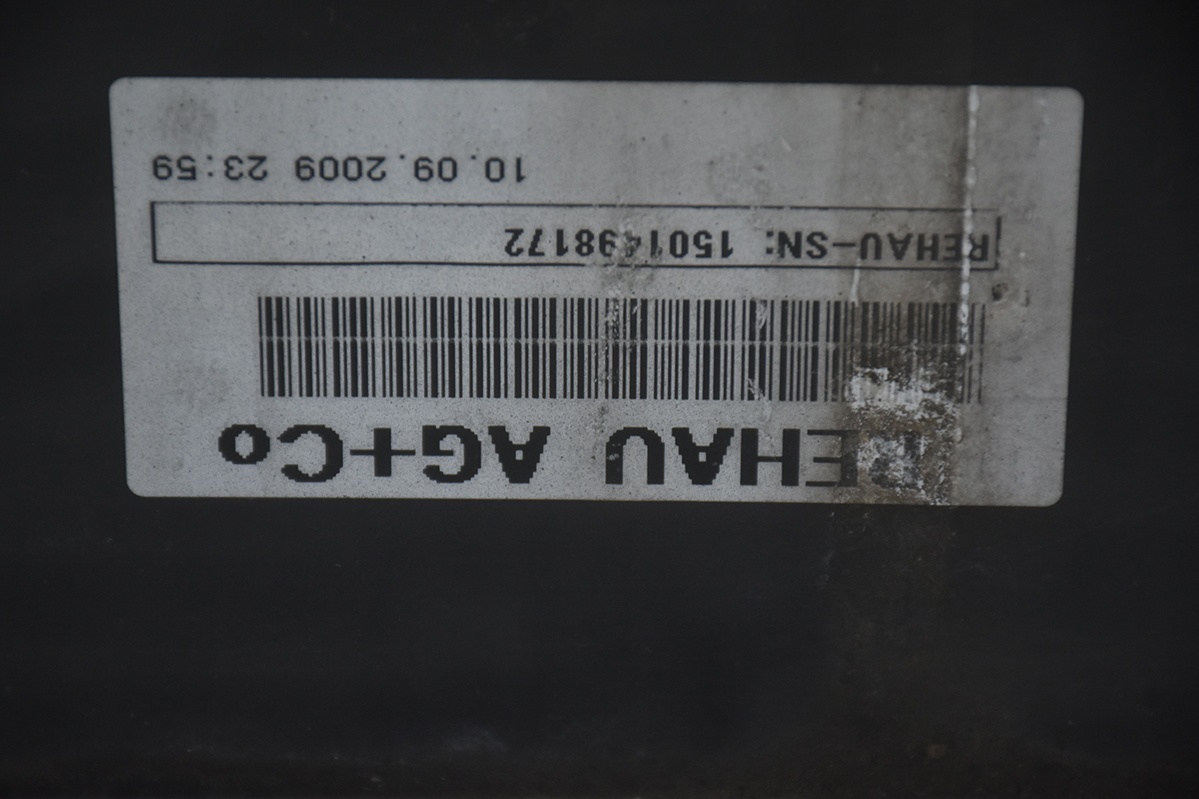 REHAU AG+Co
REHAU-SN: 1501498172
10.09.2009 23:59